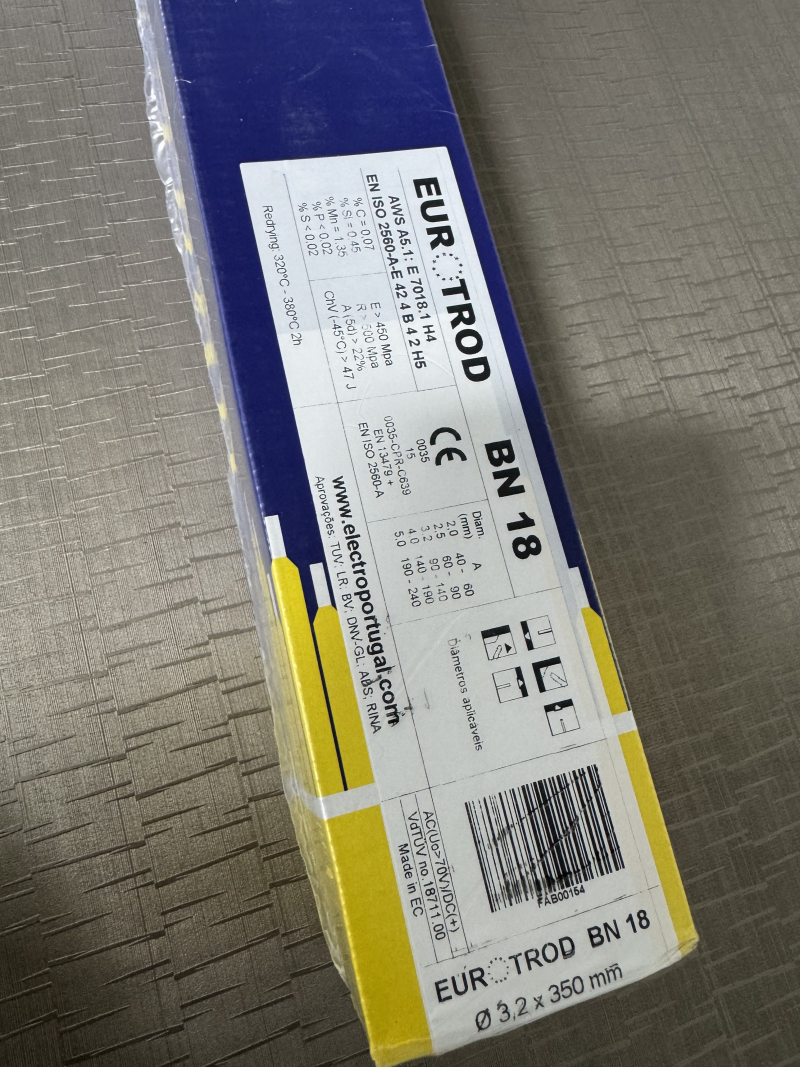 EUR TROD BN 18
AWS A5.1: E 7018.1 H4
EN ISO 2560-A-E 42 4 B 4 2 H5
% C = 0,07
% Si = 0,45
% Mn = 1,35
% P < 0,02
% S < 0,02
E > 450 Mpa
R > 500 Mpa
A (5d) > 22%
ChV (-45°C) > 47 J
Redrying: 320°C - 380°C 2h
CE
0035
15
0035-CPR-C639
EN 13479 +
EN ISO 2560-A
Diam. A
(mm)
2,0 40 - 60
2,5 60 - 90
3,2 90 - 140
4,0 140 - 190
5,0 190 - 240
Diâmetros aplicáveis
www.electroportugal.com
Aprovações: TUV; LR; BV; DNV-GL; ABS; RINA
FAB00154
AC(Uo>70V)/DC(+)
VdTÜV no.18711.00
Made in EC
EUR TROD BN 18
Ø 3,2 x 350 mm